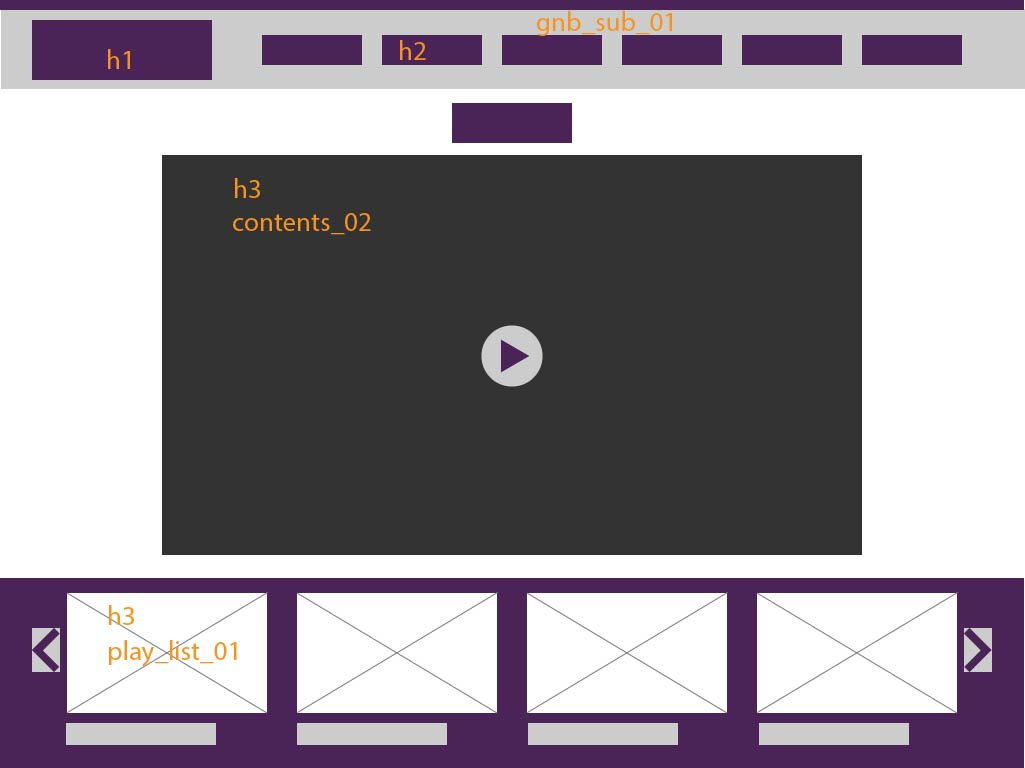 gnb_sub_01
h1
h2
h3
contents_02
h3
play_list_01